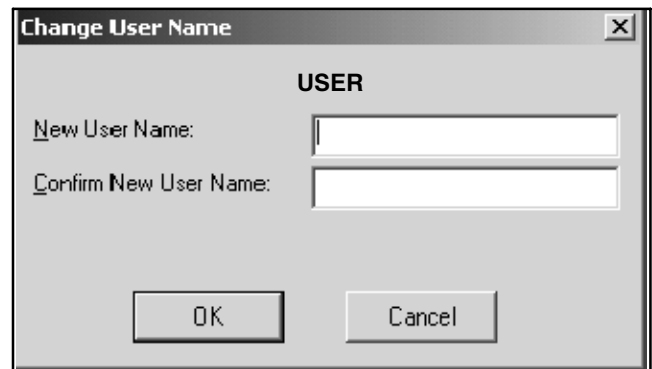 Change User Name
USER
New User Name:
Confirm New User Name:
OK Cancel